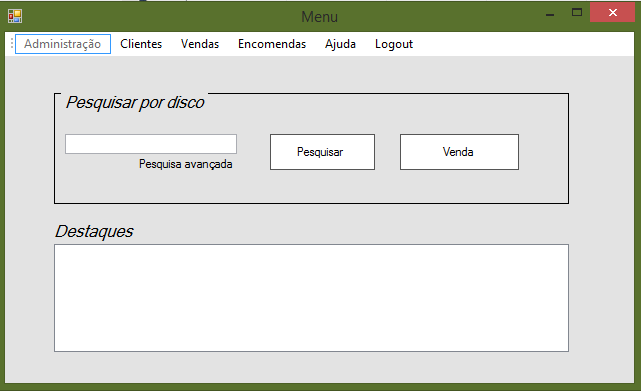 Menu
Administração Clientes Vendas Encomendas Ajuda Logout
Pesquisar por disco
Pesquisar Venda
Pesquisa avançada
Destaques